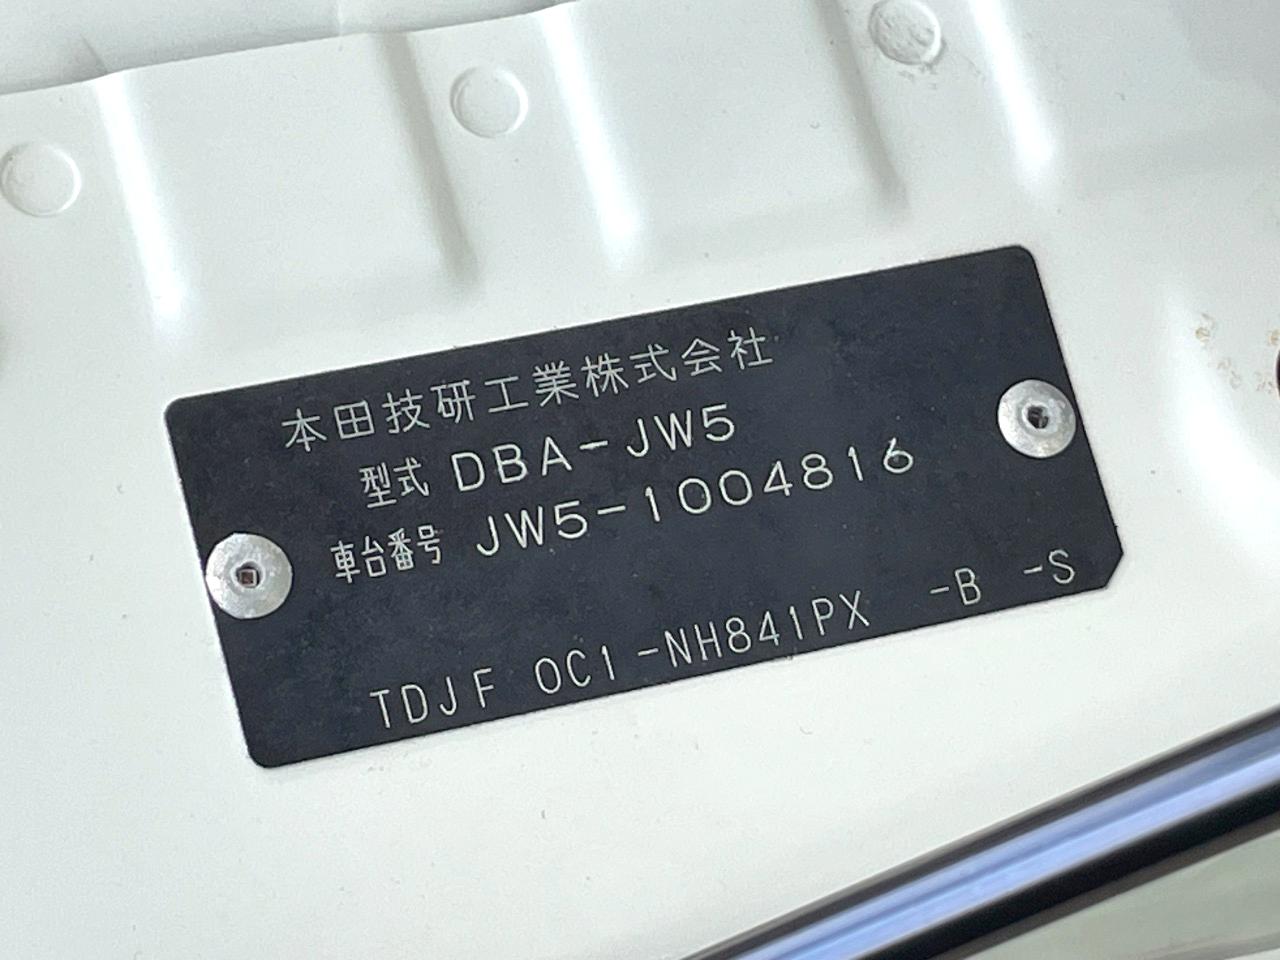 本田技研工業株式会社
型式 DBA-JW5
車台番号 JW5-1004816
TDJF 0C1-NH841PX -B -S